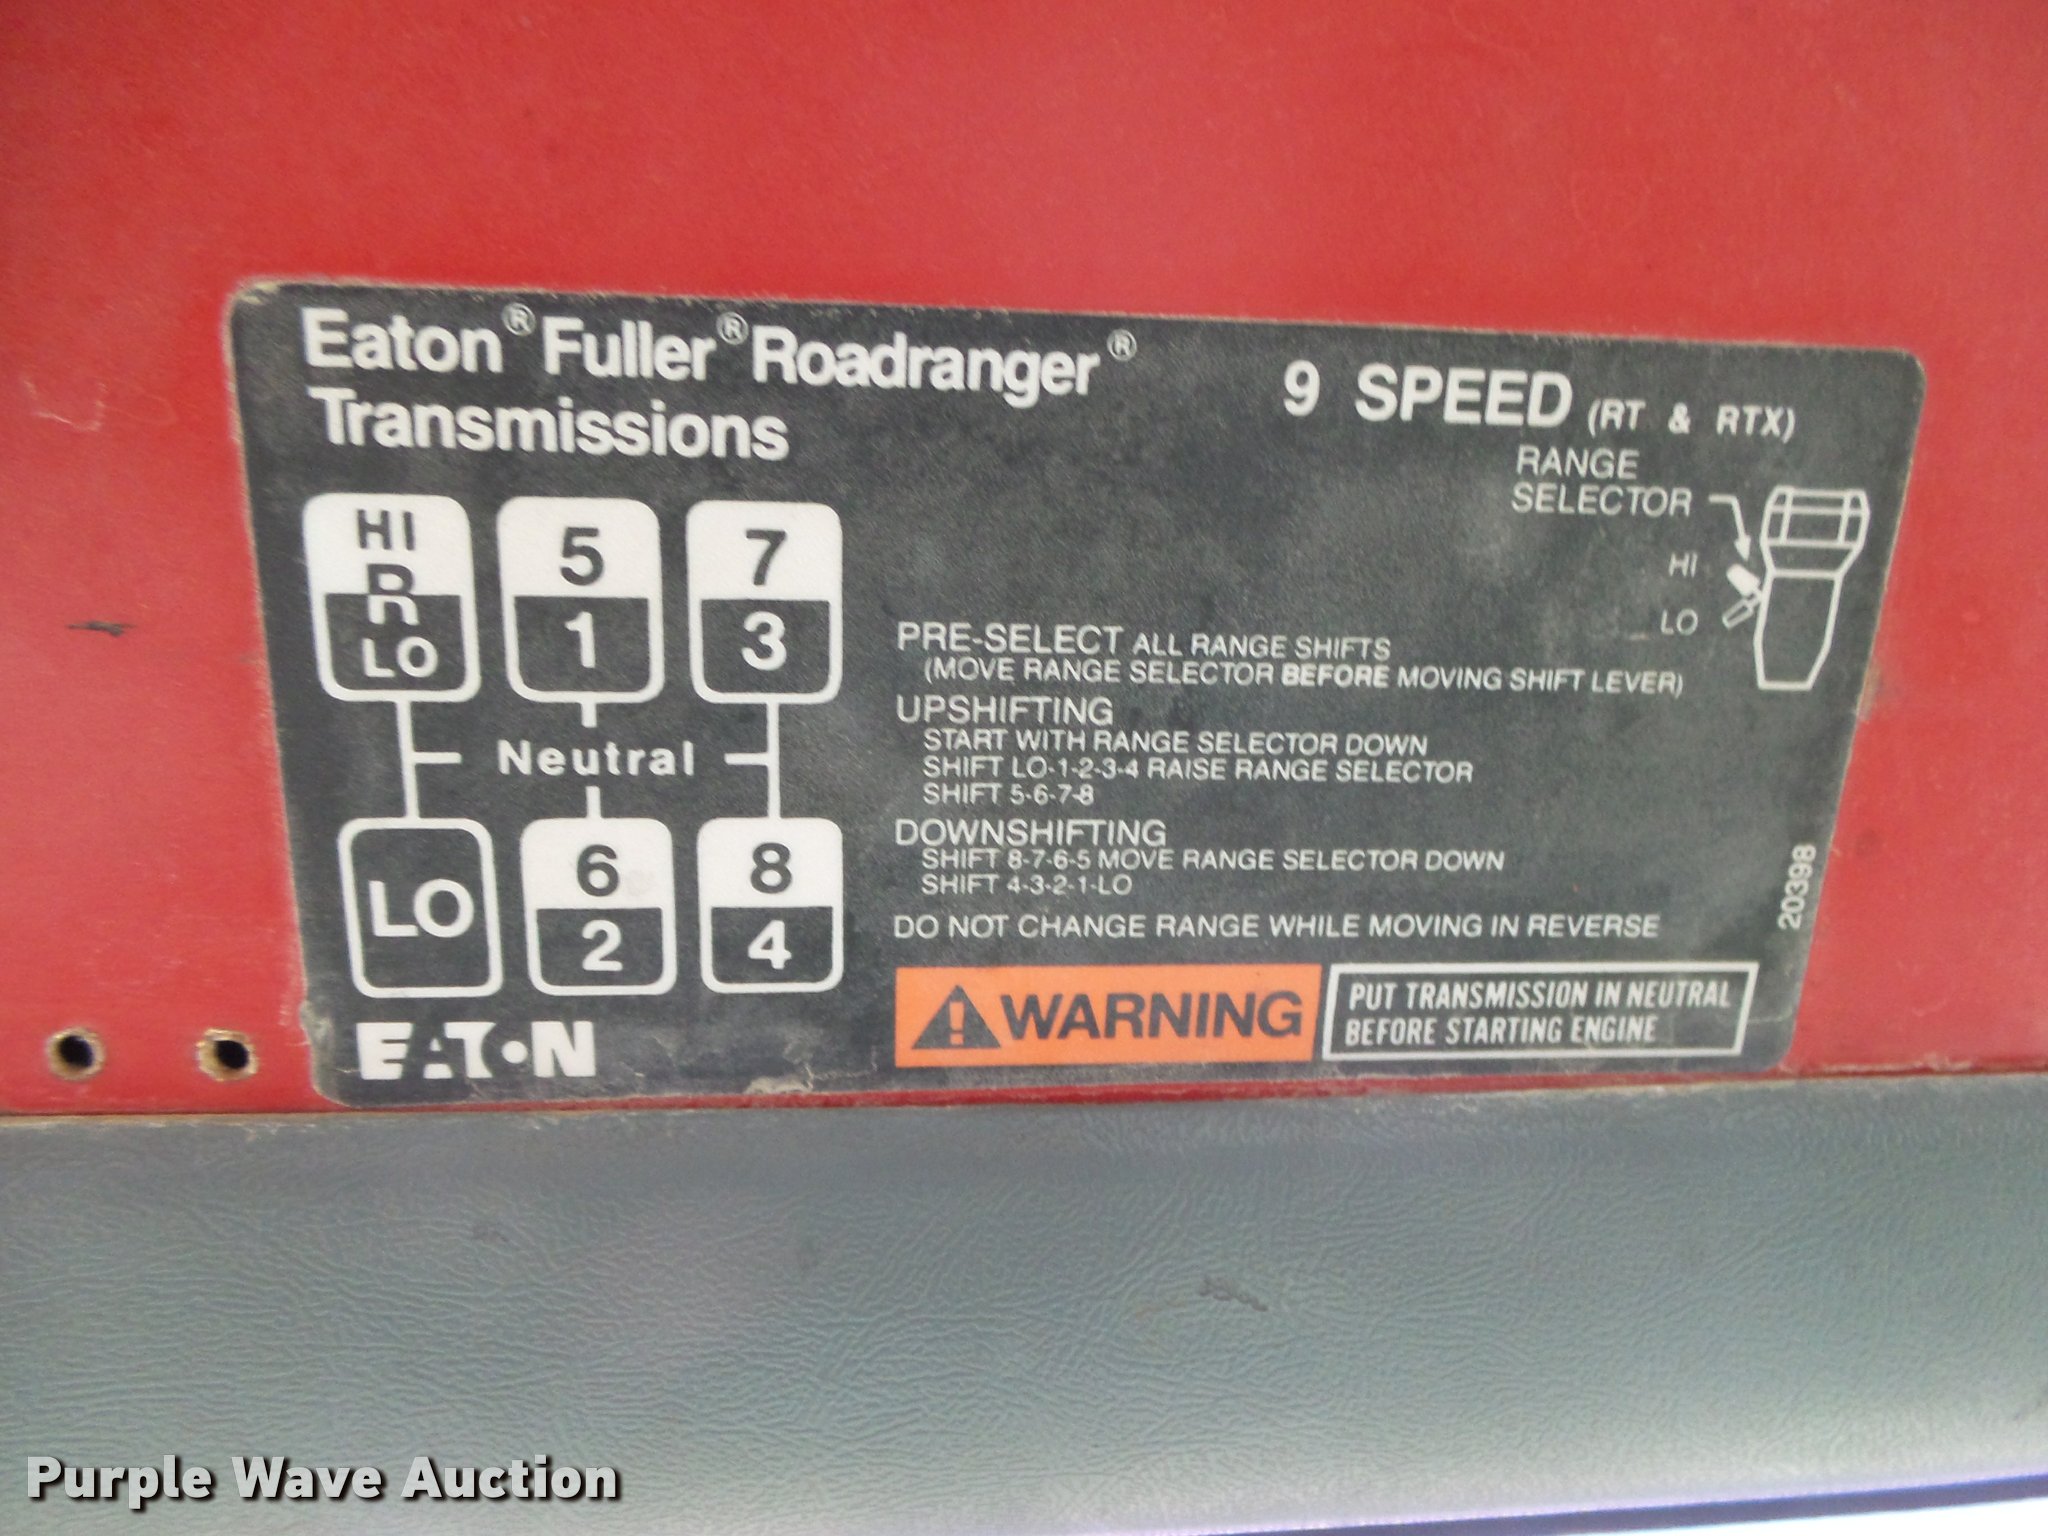 Eaton® Fuller® Roadranger®
Transmissions
9 SPEED (RT & RTX)
RANGE
SELECTOR
HI
LO
HI
R
LO
5
1
7
3
Neutral
LO
6
2
8
4
PRE-SELECT ALL RANGE SHIFTS
(MOVE RANGE SELECTOR BEFORE MOVING SHIFT LEVER)
UPSHIFTING
START WITH RANGE SELECTOR DOWN
SHIFT LO-1-2-3-4 RAISE RANGE SELECTOR
SHIFT 5-6-7-8
DOWNSHIFTING
SHIFT 8-7-6-5 MOVE RANGE SELECTOR DOWN
SHIFT 4-3-2-1-LO
DO NOT CHANGE RANGE WHILE MOVING IN REVERSE
20398
EATON
WARNING
PUT TRANSMISSION IN NEUTRAL
BEFORE STARTING ENGINE
Purple Wave Auction